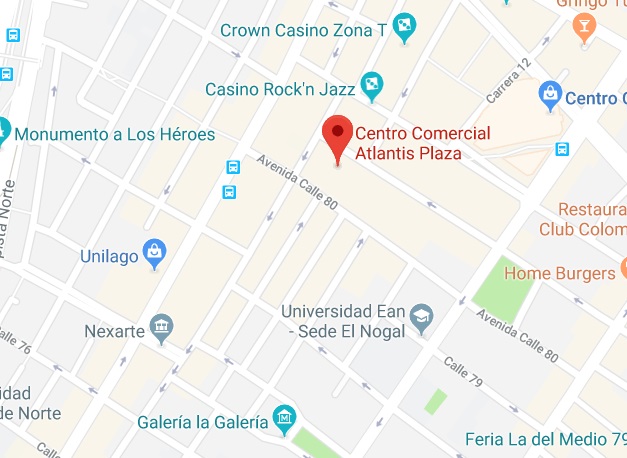 Gringo Tu
Crown Casino Zona T
Casino Rock'n Jazz
Carrera 12
Centro C
Centro Comercial
Atlantis Plaza
Monumento a Los Héroes
Avenida Calle 80
pista Norte
Restaura
Club Colom
Unilago
Home Burgers
Universidad Ean
- Sede El Nogal
Nexarte
Avenida Calle 80
alle 76
Calle 79
idad
de Norte
Galería la Galería
Feria La del Medio 79
Calle